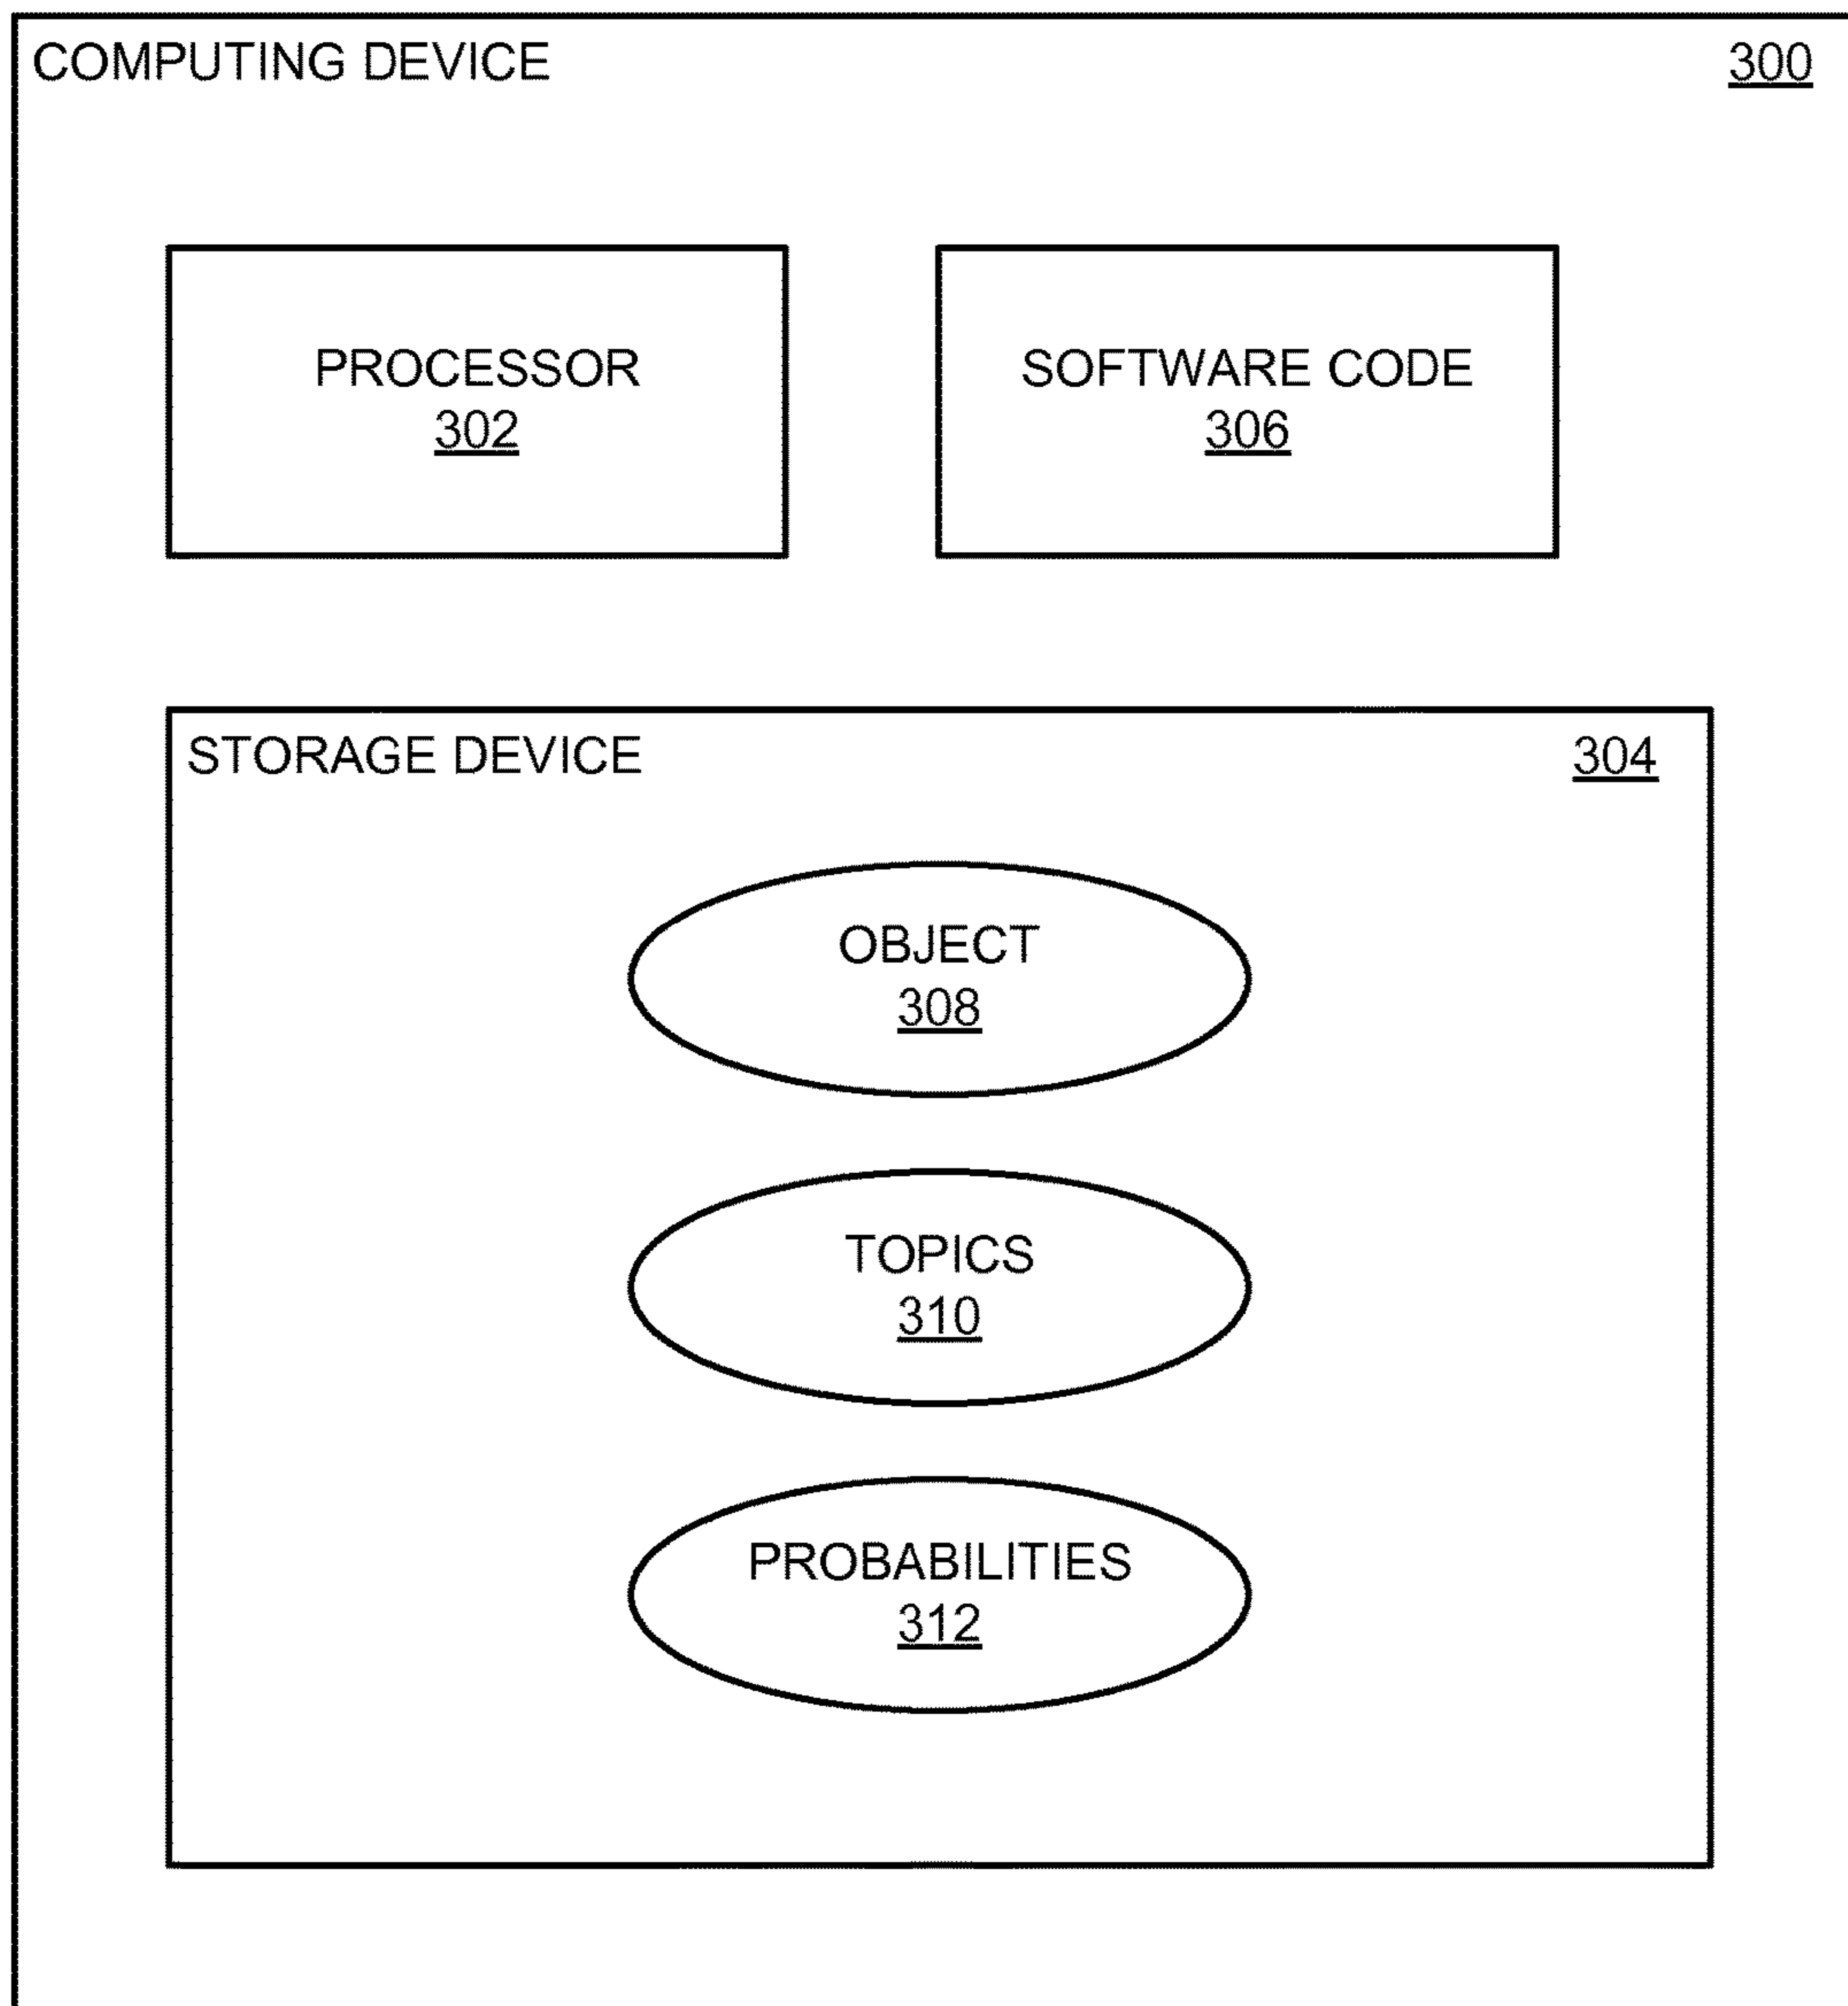 COMPUTING DEVICE 300
PROCESSOR
302
SOFTWARE CODE
306
STORAGE DEVICE 304
OBJECT
308
TOPICS
310
PROBABILITIES
312